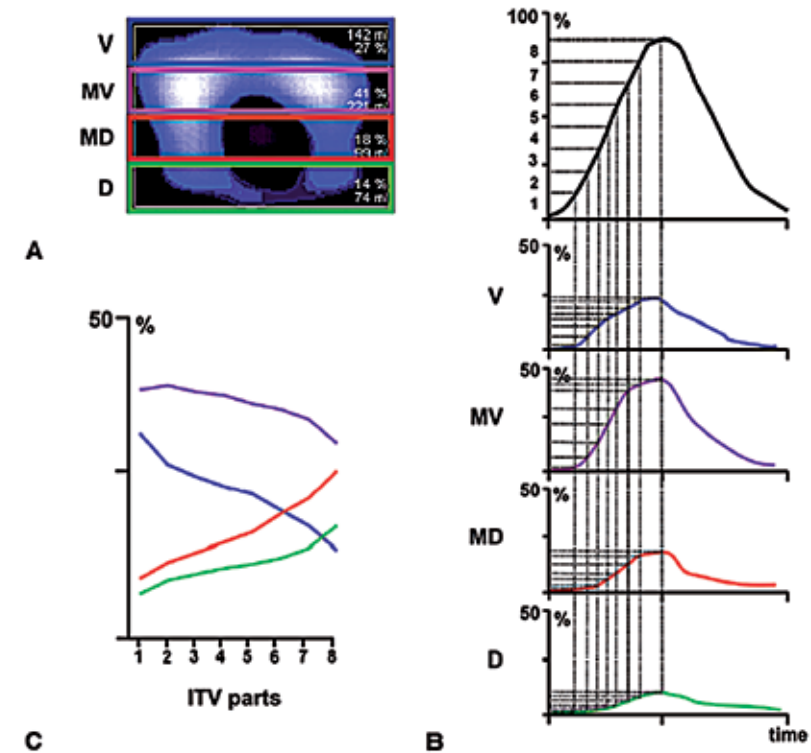 V
142 ml
27 %
MV
41 %
221 ml
MD
18 %
99 ml
D
14 %
74 ml
A
50 %
1 2 3 4 5 6 7 8
ITV parts
C
100 %
8
7
6
5
4
3
2
1
50 %
V
50 %
MV
50 %
MD
50 %
D
time
B